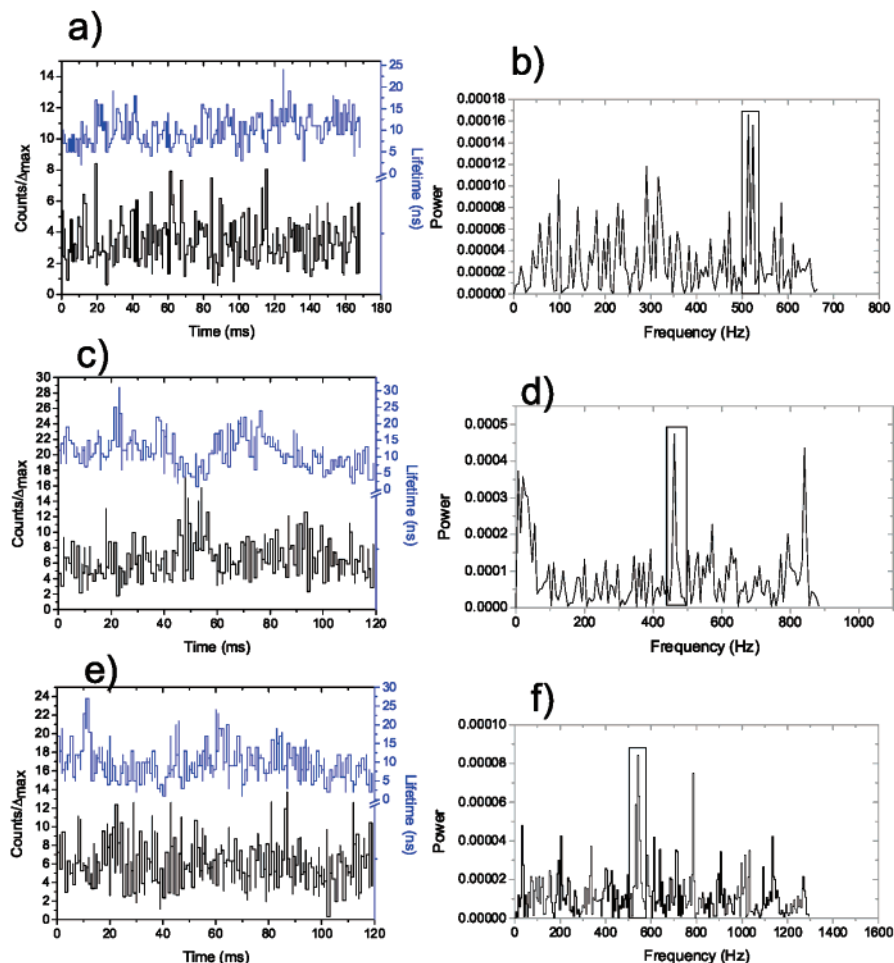 a)
14
12
10
8
6
4
2
0
Counts/Δmax
25
20
15
10
5
0
Lifetime (ns)
0 20 40 60 80 100 120 140 160 180
Time (ms)
b)
0.00018
0.00016
0.00014
0.00012
0.00010
0.00008
0.00006
0.00004
0.00002
0.00000
Power
0 100 200 300 400 500 600 700 800
Frequency (Hz)
c)
30
28
26
24
22
20
18
16
14
12
10
8
6
4
2
0
Counts/Δmax
30
25
20
15
10
5
0
Lifetime (ns)
0 20 40 60 80 100 120
Time (ms)
d)
0.0005
0.0004
0.0003
0.0002
0.0001
0.0000
Power
0 200 400 600 800 1000
Frequency (Hz)
e)
24
22
20
18
16
14
12
10
8
6
4
2
0
Counts/Δmax
30
25
20
15
10
5
0
Lifetime (ns)
0 20 40 60 80 100 120
Time (ms)
f)
0.00010
0.00008
0.00006
0.00004
0.00002
0.00000
Power
0 200 400 600 800 1000 1200 1400 1600
Frequency (Hz)